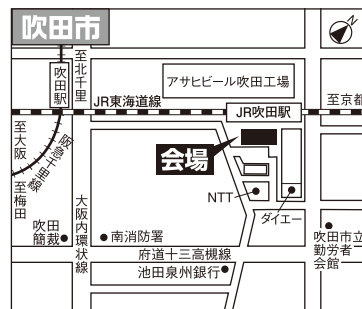 吹田市
至北千里
吹田駅
アサヒビール吹田工場
JR東海道線
JR吹田駅
至京都
至大阪
阪急千里線
会場
至梅田
大阪内環状線
NTT
ダイエー
吹田
簡裁
南消防署
府道十三高槻線
池田泉州銀行
吹田市立
勤労者
会館